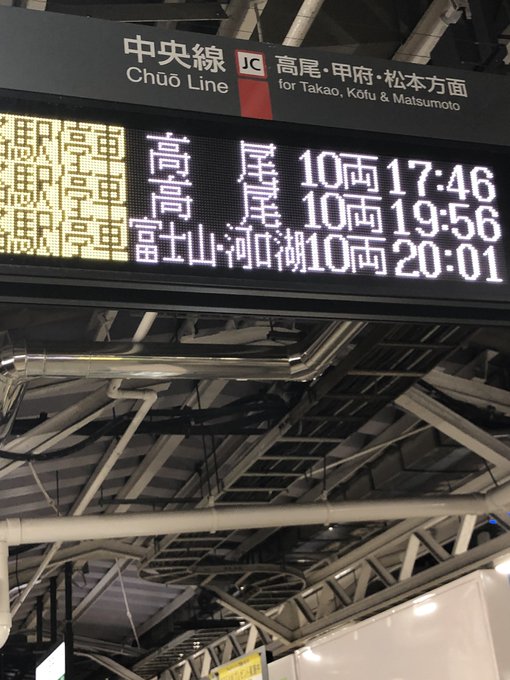 中央線 JC 高尾・甲府・松本方面
Chūō Line for Takao, Kōfu & Matsumoto
駅停車 高尾 10両 17:46
駅停車 高尾 10両 19:56
駅停車 富士山・河口湖 10両 20:01